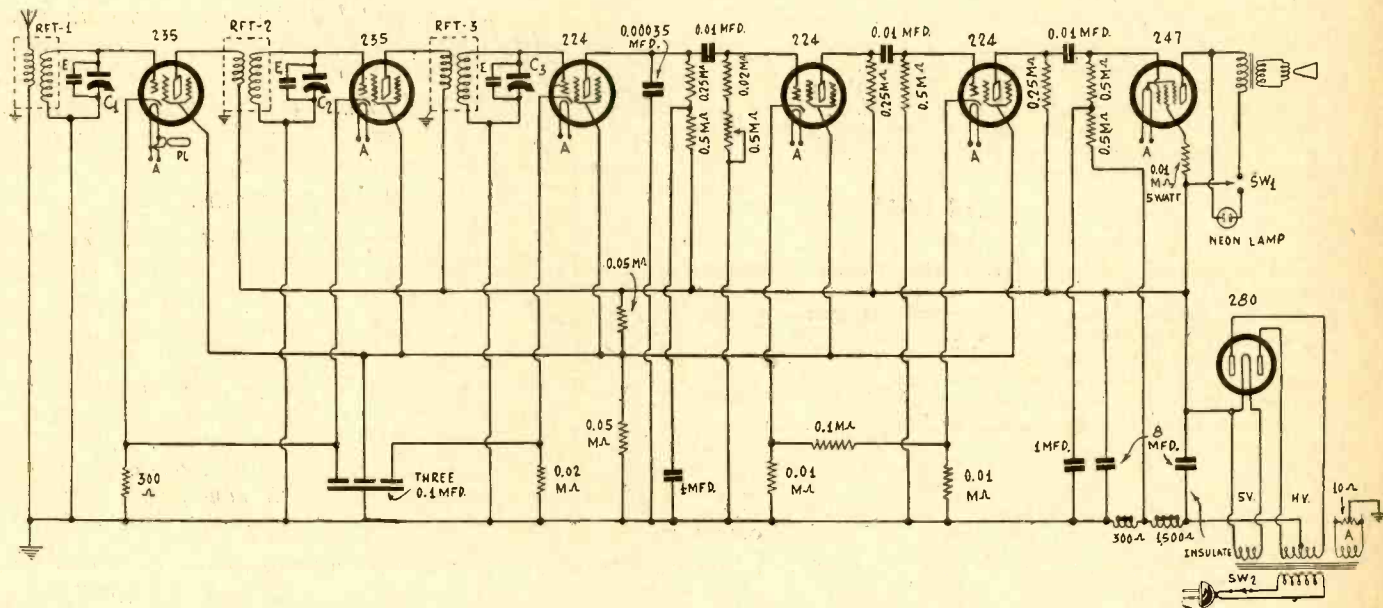 RFT-1
RFT-2
RFT-3
235
235
224
224
224
247
0.00035
MFD.
0.01 MFD.
0.01 MFD.
0.01 MFD.
E
C1
E
C2
E
C3
0.25MΩ
0.5MΩ
0.02MΩ
0.5MΩ
0.25MΩ
0.5MΩ
0.25MΩ
0.5MΩ
0.5MΩ
A
PL
A
A
A
A
A
0.01
MΩ
5WATT
SW1
NEON LAMP
0.05MΩ
280
300
Ω
THREE
0.1MFD.
0.02
MΩ
0.05
MΩ
1MFD.
0.1MΩ
0.01
MΩ
0.01
MΩ
1MFD.
8
MFD.
300Ω
1,500Ω
INSULATE
5V.
H.V.
10Ω
A
SW2